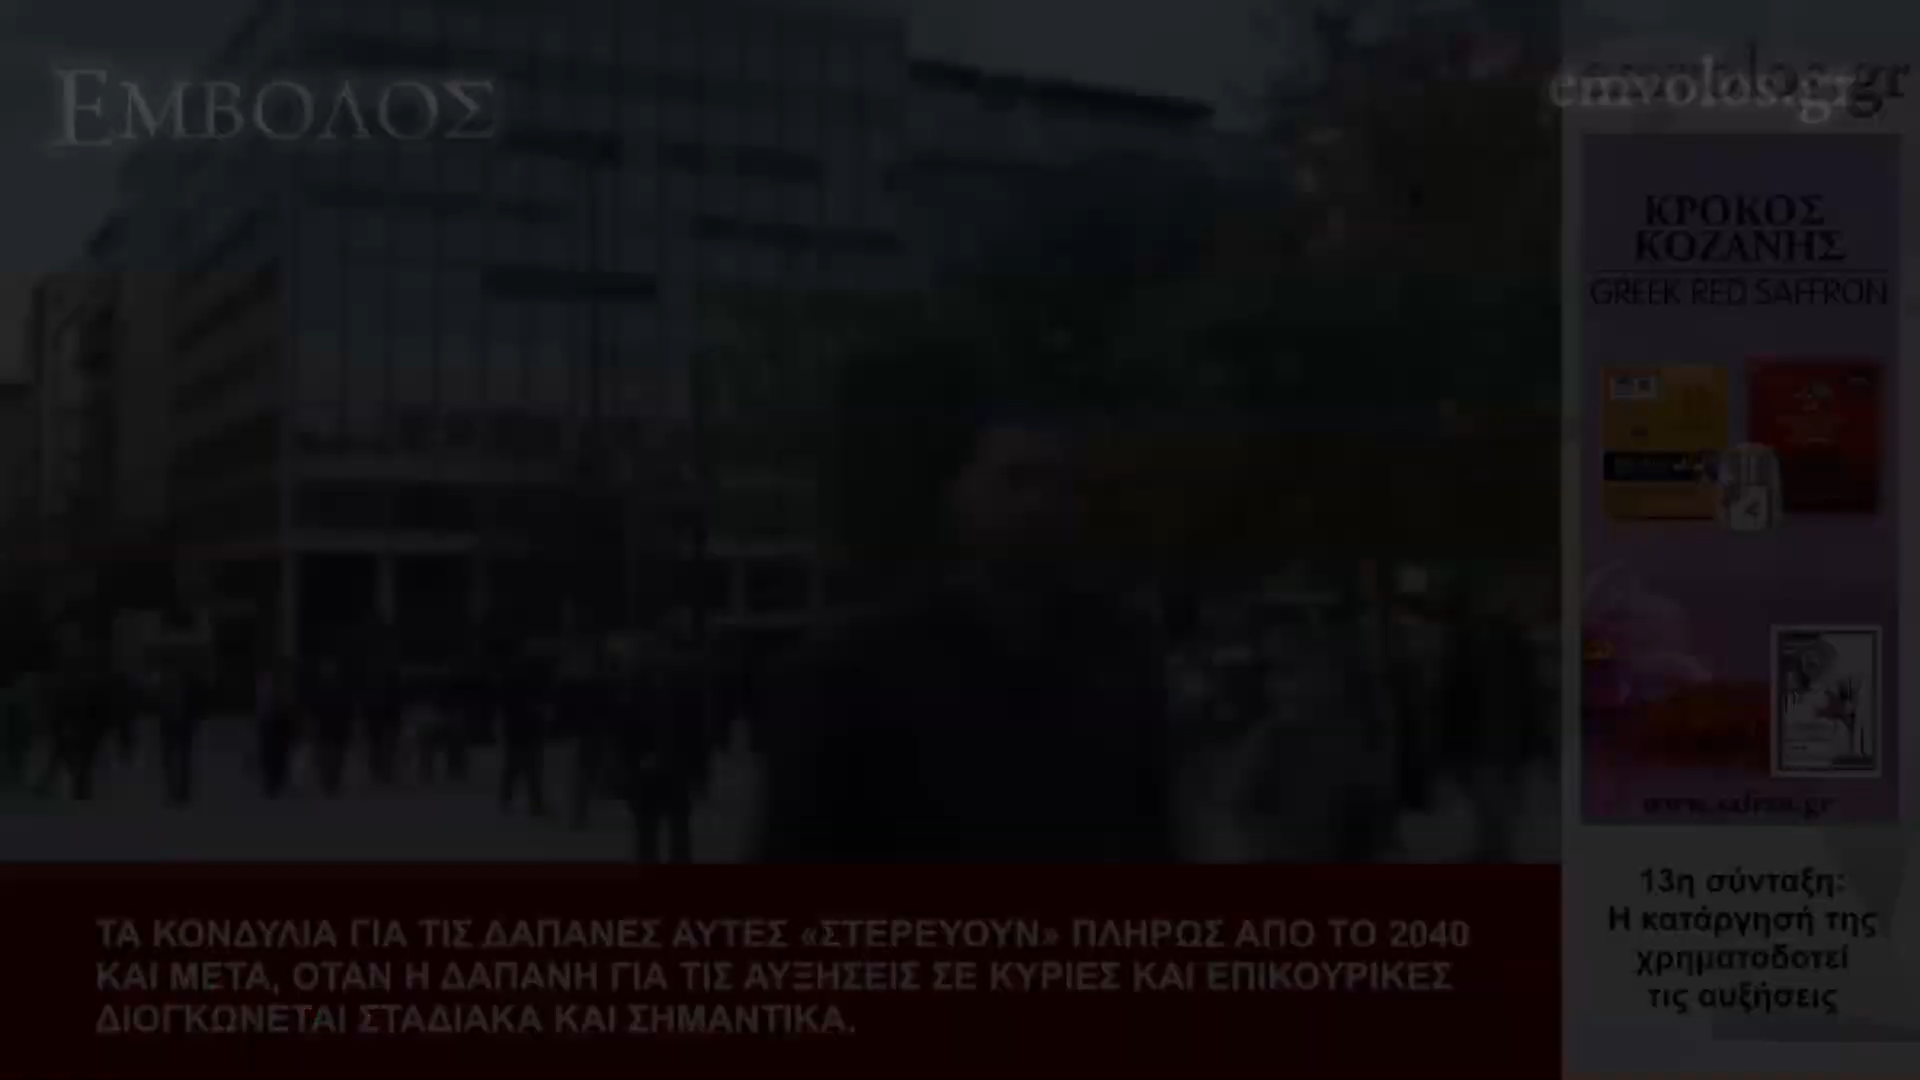 ΕΜΒΟΛΟΣ
emvolos.gr
ΚΡΟΚΟΣ
ΚΟΖΑΝΗΣ
GREEK RED SAFFRON
13η σύνταξη:
Η κατάργησή της
χρηματοδοτεί
τις αυξήσεις
ΤΑ ΚΟΝΔΥΛΙΑ ΓΙΑ ΤΙΣ ΔΑΠΑΝΕΣ ΑΥΤΕΣ «ΣΤΕΡΕΥΟΥΝ» ΠΛΗΡΩΣ ΑΠΟ ΤΟ 2040
ΚΑΙ ΜΕΤΑ, ΟΤΑΝ Η ΔΑΠΑΝΗ ΓΙΑ ΤΙΣ ΑΥΞΗΣΕΙΣ ΣΕ ΚΥΡΙΕΣ ΚΑΙ ΕΠΙΚΟΥΡΙΚΕΣ
ΔΙΟΓΚΩΝΕΤΑΙ ΣΤΑΔΙΑΚΑ ΚΑΙ ΣΗΜΑΝΤΙΚΑ.